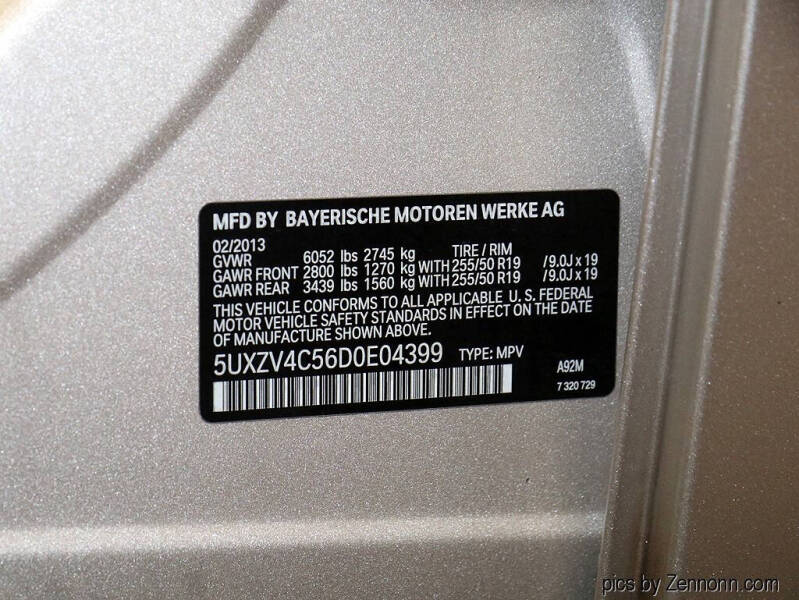 MFD BY BAYERISCHE MOTOREN WERKE AG
02/2013
GVWR 6052 lbs 2745 kg TIRE / RIM
GAWR FRONT 2800 lbs 1270 kg WITH 255/50 R19 /9.0J x 19
GAWR REAR 3439 lbs 1560 kg WITH 255/50 R19 /9.0J x 19
THIS VEHICLE CONFORMS TO ALL APPLICABLE U. S. FEDERAL
MOTOR VEHICLE SAFETY STANDARDS IN EFFECT ON THE DATE
OF MANUFACTURE SHOWN ABOVE.
5UXZV4C56D0E04399 TYPE: MPV
A92M
7 320 729
pics by Zennonn.com